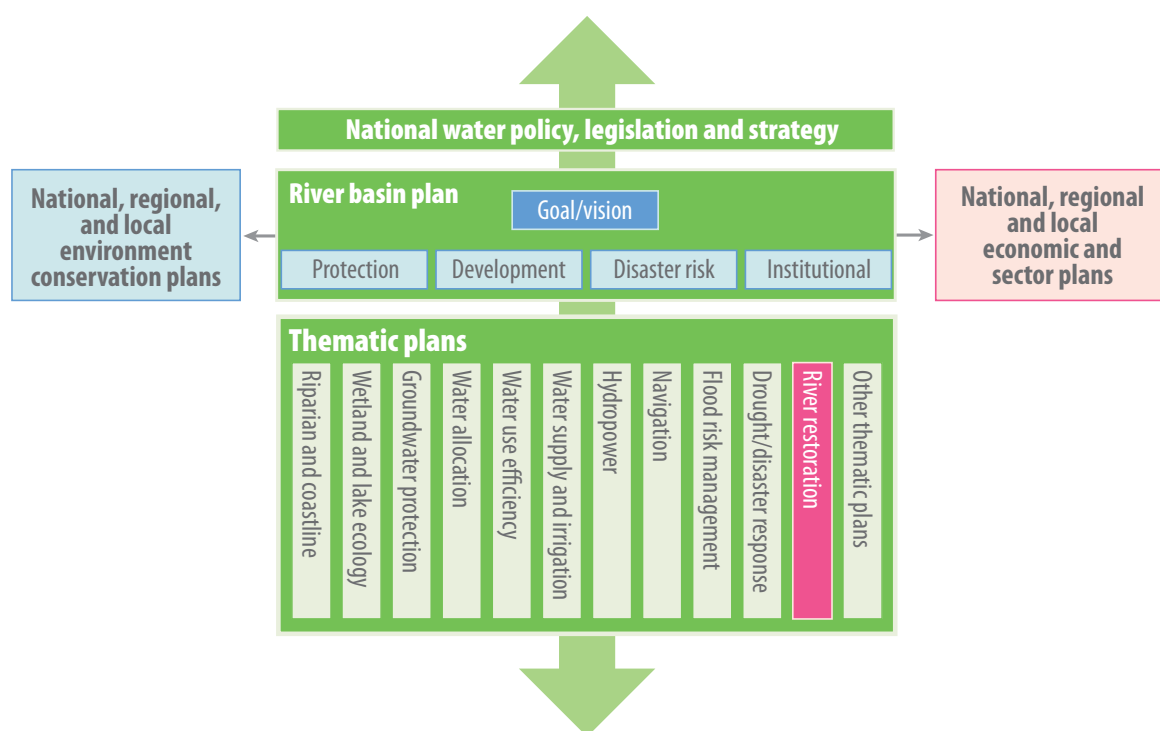 National water policy, legislation and strategy
National, regional,
and local
environment
conservation plans
River basin plan
Goal/vision
Protection
Development
Disaster risk
Institutional
National, regional
and local
economic and
sector plans
Thematic plans
Riparian and coastline
Wetland and lake ecology
Groundwater protection
Water allocation
Water use efficiency
Water supply and irrigation
Hydropower
Navigation
Flood risk management
Drought/disaster response
River restoration
Other thematic plans